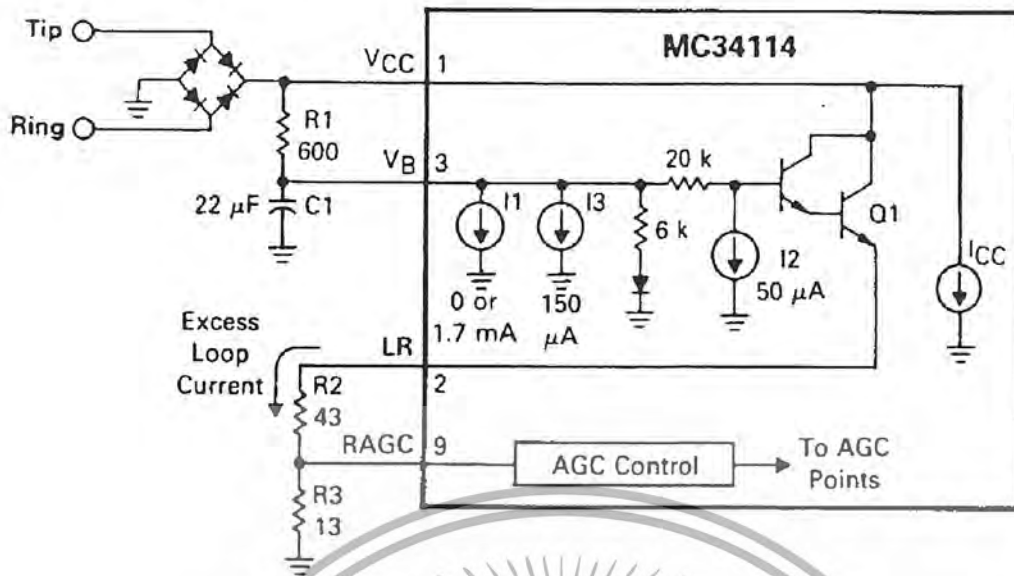 Tip
Ring
VCC
1
MC34114
R1
600
VB
3
22 μF
C1
I1
0 or
1.7 mA
I3
150
μA
6 k
20 k
I2
50 μA
Q1
ICC
Excess
Loop
Current
LR
2
R2
43
RAGC
9
AGC Control
To AGC
Points
R3
13